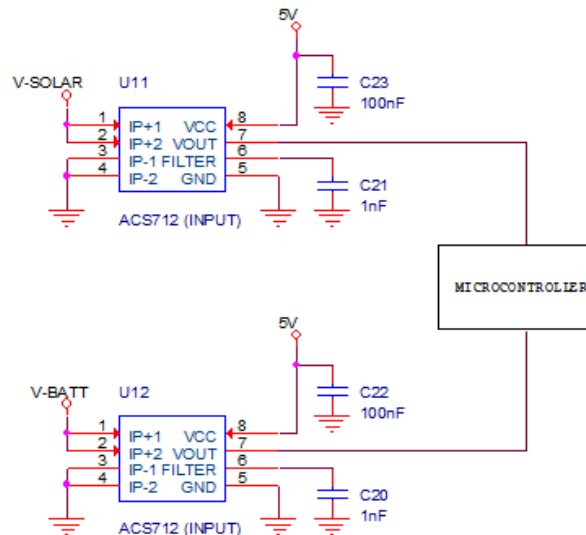 5V
C23
100nF
V-SOLAR
U11
1 IP+1 VCC 8
2 IP+2 VOUT 7
3 IP-1 FILTER 6
4 IP-2 GND 5
C21
1nF
ACS712 (INPUT)
MICROCONTROLLER
5V
V-BATT
U12
C22
100nF
1 IP+1 VCC 8
2 IP+2 VOUT 7
3 IP-1 FILTER 6
4 IP-2 GND 5
C20
1nF
ACS712 (INPUT)